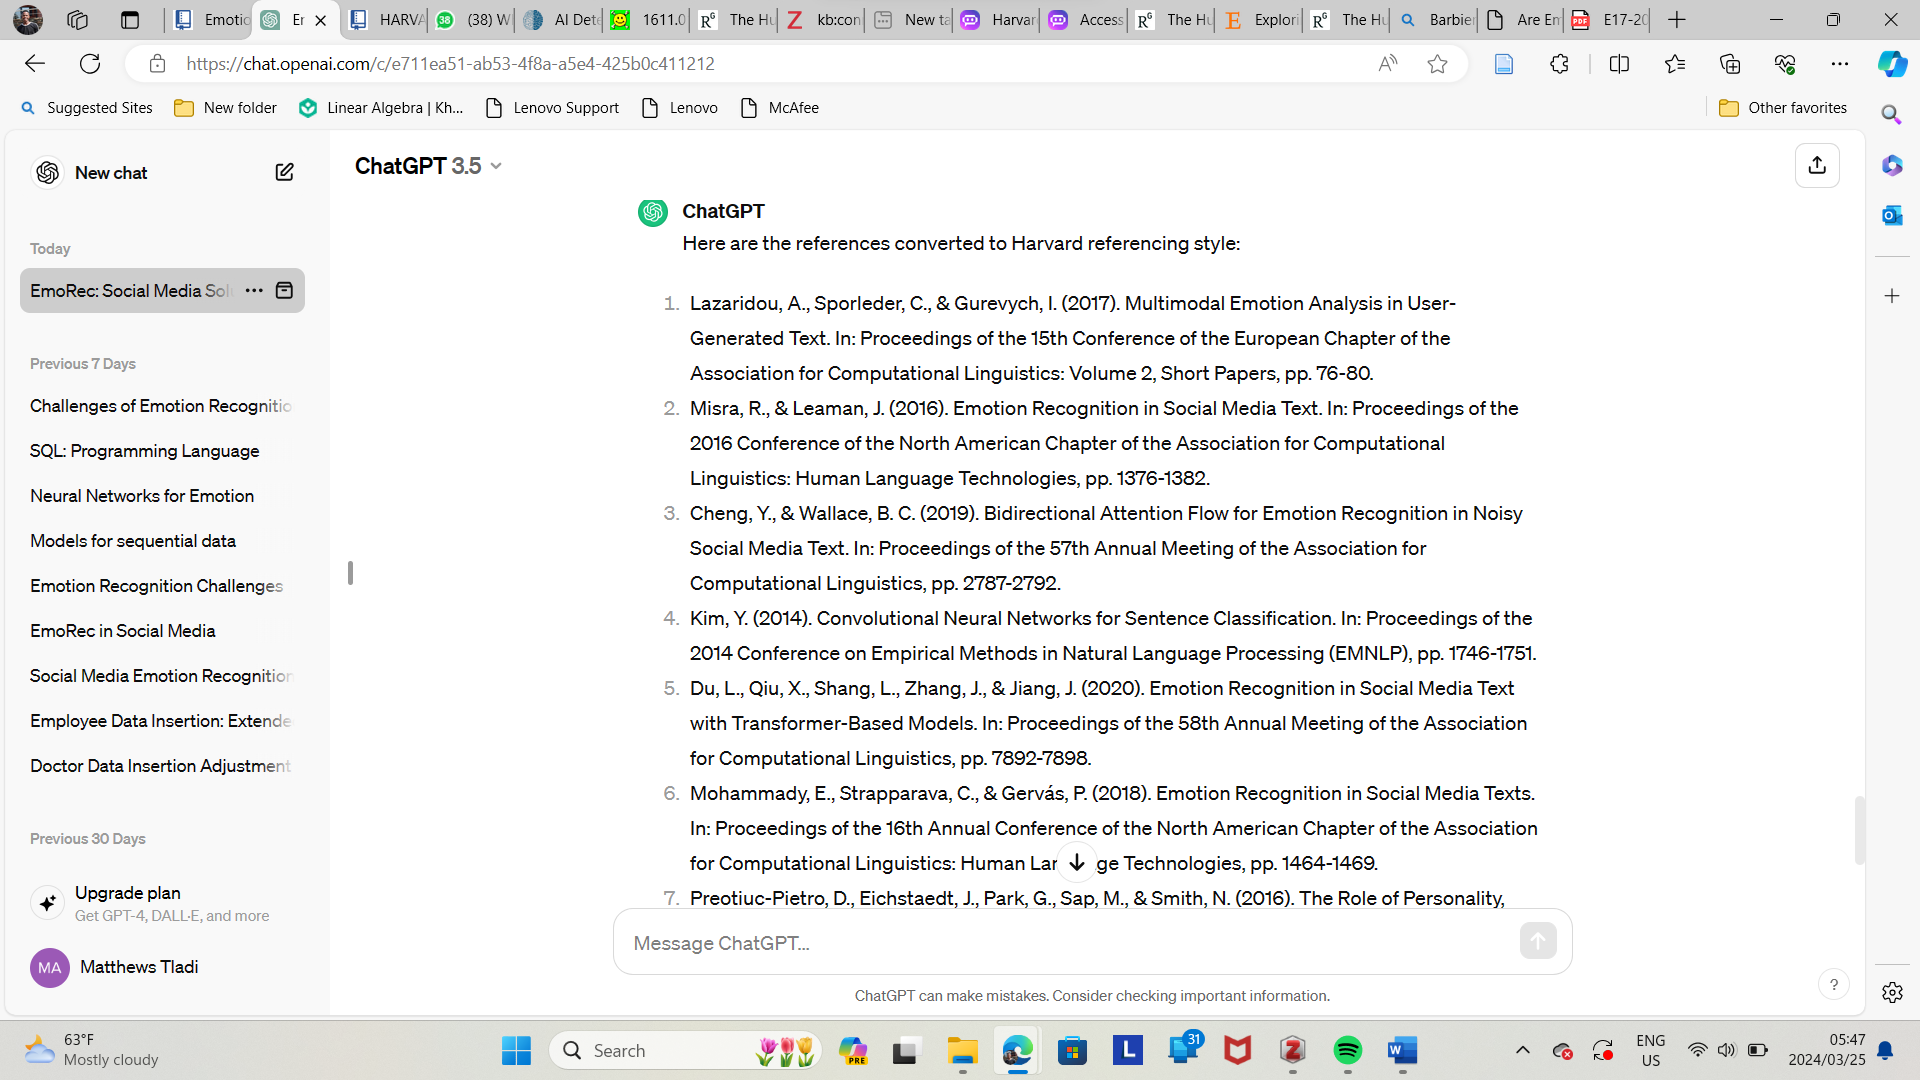 Emotio
Er
HARVA
(38) W
AI Dete
1611.0
The Hu
kb:con
New ta
Harvar
Access
The Hu
Explori
The Hu
Barbier
Are Em
E17-20
https://chat.openai.com/c/e711ea51-ab53-4f8a-a5e4-425b0c411212
Suggested Sites
New folder
Linear Algebra | Kh...
Lenovo Support
Lenovo
McAfee
Other favorites
New chat
Today
EmoRec: Social Media Sol
Previous 7 Days
Challenges of Emotion Recognitio
SQL: Programming Language
Neural Networks for Emotion
Models for sequential data
Emotion Recognition Challenges
EmoRec in Social Media
Social Media Emotion Recognition
Employee Data Insertion: Extende
Doctor Data Insertion Adjustment
Previous 30 Days
Upgrade plan
Get GPT-4, DALL·E, and more
MA Matthews Tladi
ChatGPT 3.5
ChatGPT
Here are the references converted to Harvard referencing style:
1. Lazaridou, A., Sporleder, C., & Gurevych, I. (2017). Multimodal Emotion Analysis in User-
Generated Text. In: Proceedings of the 15th Conference of the European Chapter of the
Association for Computational Linguistics: Volume 2, Short Papers, pp. 76-80.
2. Misra, R., & Leaman, J. (2016). Emotion Recognition in Social Media Text. In: Proceedings of the
2016 Conference of the North American Chapter of the Association for Computational
Linguistics: Human Language Technologies, pp. 1376-1382.
3. Cheng, Y., & Wallace, B. C. (2019). Bidirectional Attention Flow for Emotion Recognition in Noisy
Social Media Text. In: Proceedings of the 57th Annual Meeting of the Association for
Computational Linguistics, pp. 2787-2792.
4. Kim, Y. (2014). Convolutional Neural Networks for Sentence Classification. In: Proceedings of the
2014 Conference on Empirical Methods in Natural Language Processing (EMNLP), pp. 1746-1751.
5. Du, L., Qiu, X., Shang, L., Zhang, J., & Jiang, J. (2020). Emotion Recognition in Social Media Text
with Transformer-Based Models. In: Proceedings of the 58th Annual Meeting of the Association
for Computational Linguistics, pp. 7892-7898.
6. Mohammady, E., Strapparava, C., & Gervás, P. (2018). Emotion Recognition in Social Media Texts.
In: Proceedings of the 16th Annual Conference of the North American Chapter of the Association
for Computational Linguistics: Human Lan ge Technologies, pp. 1464-1469.
7. Preotiuc-Pietro, D., Eichstaedt, J., Park, G., Sap, M., & Smith, N. (2016). The Role of Personality,
Message ChatGPT...
ChatGPT can make mistakes. Consider checking important information.
?
63°F
Mostly cloudy
Search
PRE
31
ENG
US
05:47
2024/03/25